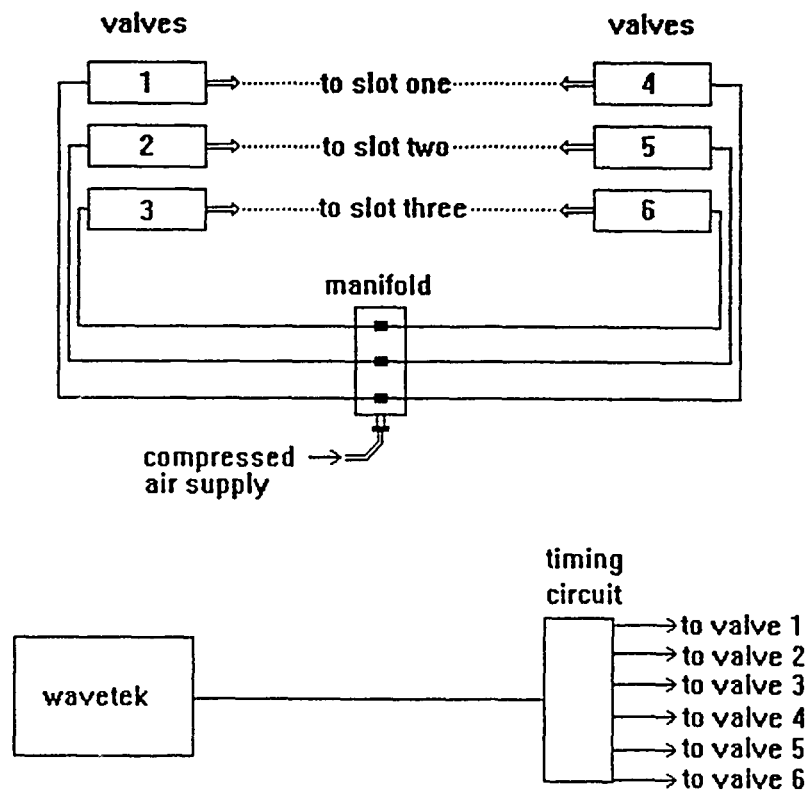 valves valves
1 to slot one 4
2 to slot two 5
3 to slot three 6
manifold
compressed
air supply
timing
circuit
wavetek
to valve 1
to valve 2
to valve 3
to valve 4
to valve 5
to valve 6